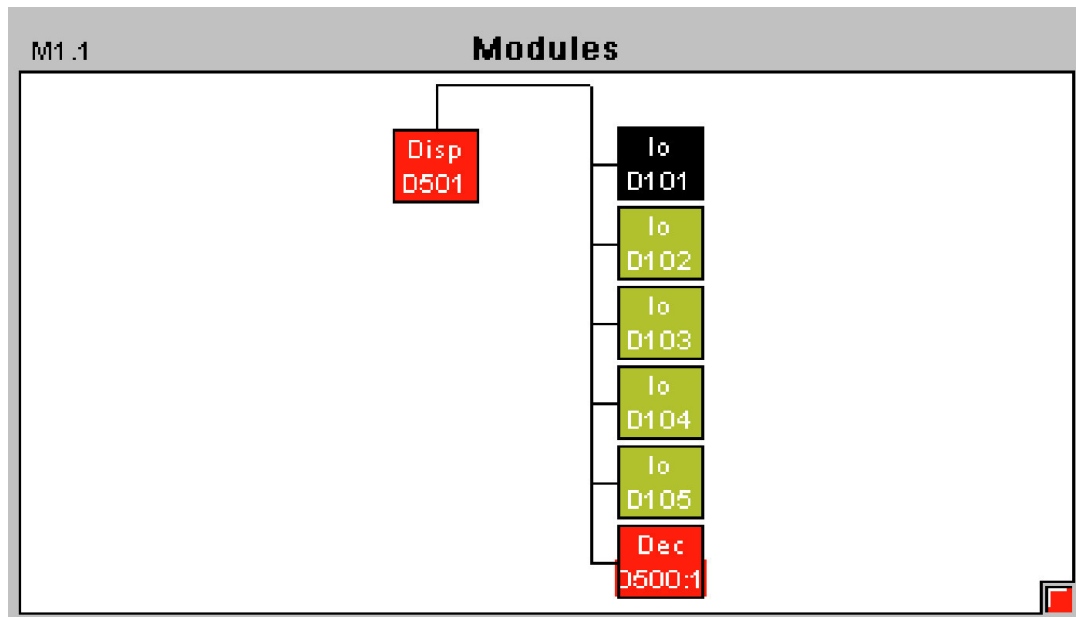 M1.1
Modules
Disp
D501
Io
D101
Io
D102
Io
D103
Io
D104
Io
D105
Dec
D500:1